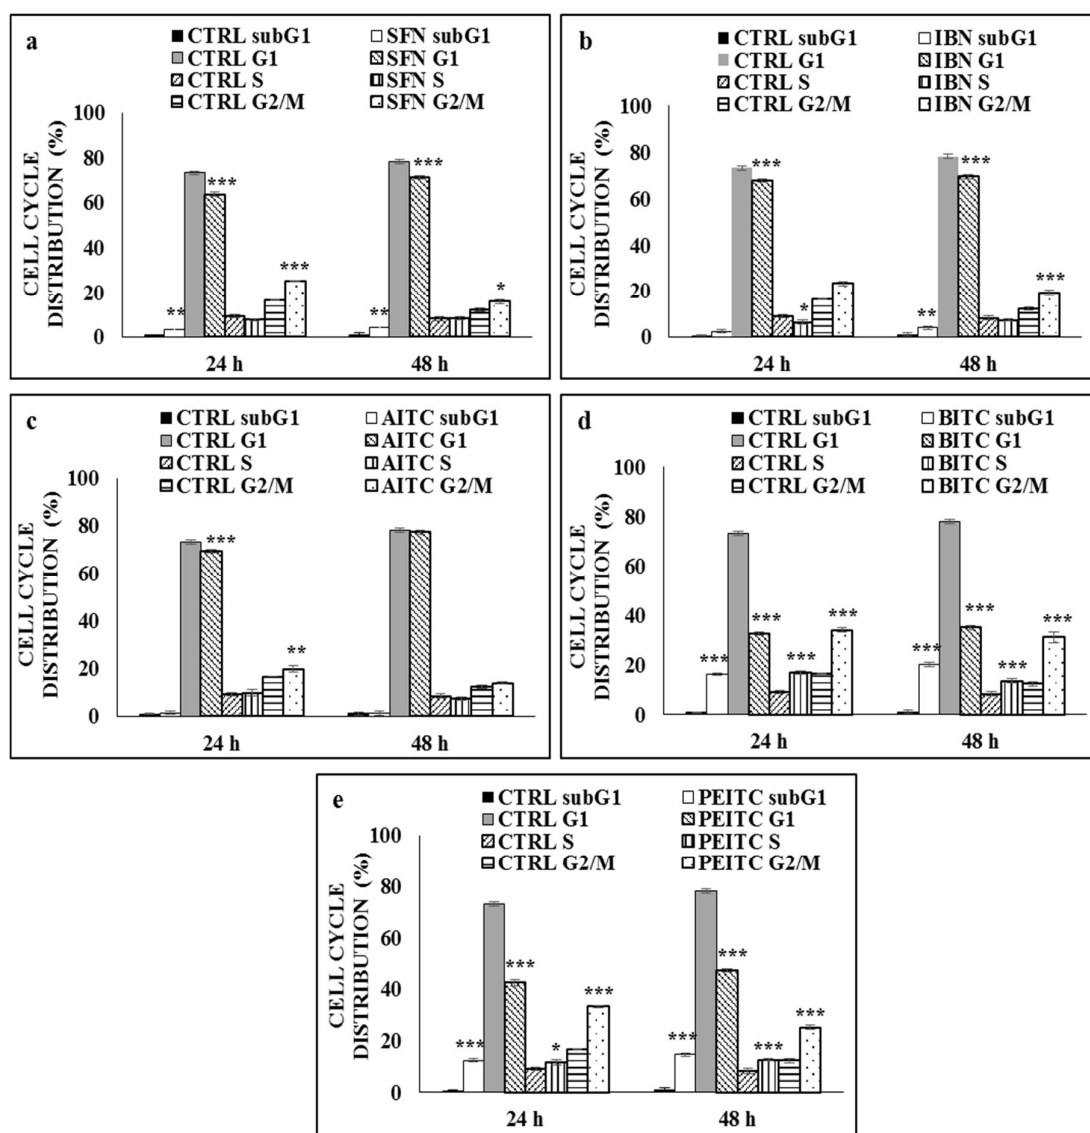 a
CTRL subG1 SFN subG1
CTRL G1 SFN G1
CTRL S SFN S
CTRL G2/M SFN G2/M
CELL CYCLE
DISTRIBUTION (%)
100
80
60
40
20
0
** *** *** ** *** *
24 h 48 h
b
CTRL subG1 IBN subG1
CTRL G1 IBN G1
CTRL S IBN S
CTRL G2/M IBN G2/M
CELL CYCLE
DISTRIBUTION (%)
100
80
60
40
20
0
*** * ** *** ***
24 h 48 h
c
CTRL subG1 AITC subG1
CTRL G1 AITC G1
CTRL S AITC S
CTRL G2/M AITC G2/M
CELL CYCLE
DISTRIBUTION (%)
100
80
60
40
20
0
*** **
24 h 48 h
d
CTRL subG1 BITC subG1
CTRL G1 BITC G1
CTRL S BITC S
CTRL G2/M BITC G2/M
CELL CYCLE
DISTRIBUTION (%)
100
80
60
40
20
0
*** *** *** *** *** *** *** ***
24 h 48 h
e
CTRL subG1 PEITC subG1
CTRL G1 PEITC G1
CTRL S PEITC S
CTRL G2/M PEITC G2/M
CELL CYCLE
DISTRIBUTION (%)
100
80
60
40
20
0
*** *** * *** *** *** *** ***
24 h 48 h